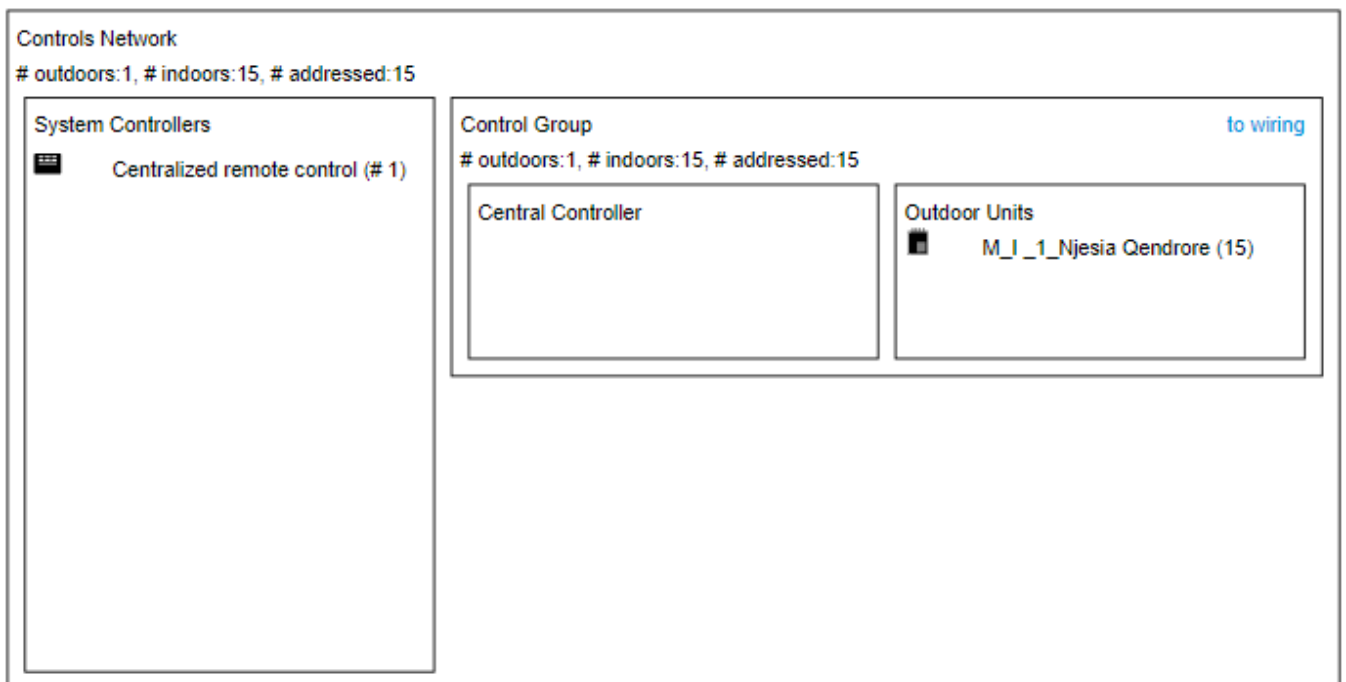 Controls Network
# outdoors:1, # indoors:15, # addressed:15
System Controllers
Centralized remote control (# 1)
Control Group
to wiring
# outdoors:1, # indoors:15, # addressed:15
Central Controller
Outdoor Units
M_I _1_Njesia Qendrore (15)